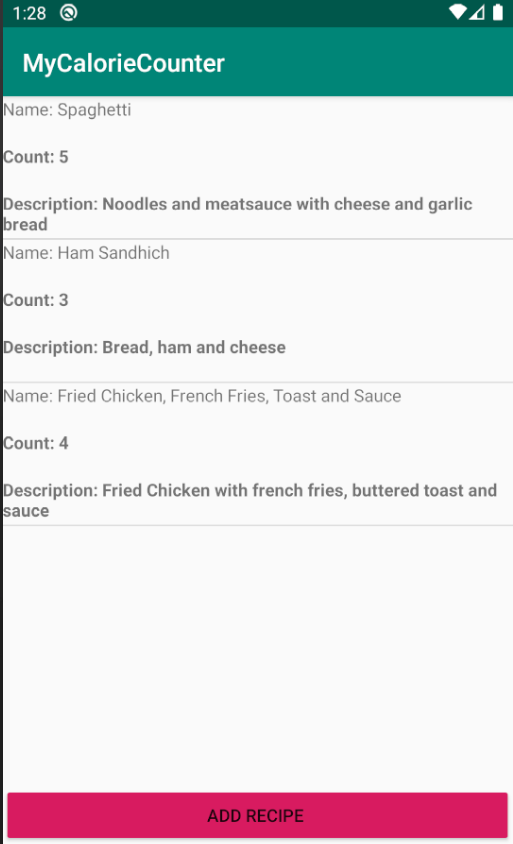 1:28
MyCalorieCounter
Name: Spaghetti
Count: 5
Description: Noodles and meatsauce with cheese and garlic
bread
Name: Ham Sandhich
Count: 3
Description: Bread, ham and cheese
Name: Fried Chicken, French Fries, Toast and Sauce
Count: 4
Description: Fried Chicken with french fries, buttered toast and
sauce
ADD RECIPE